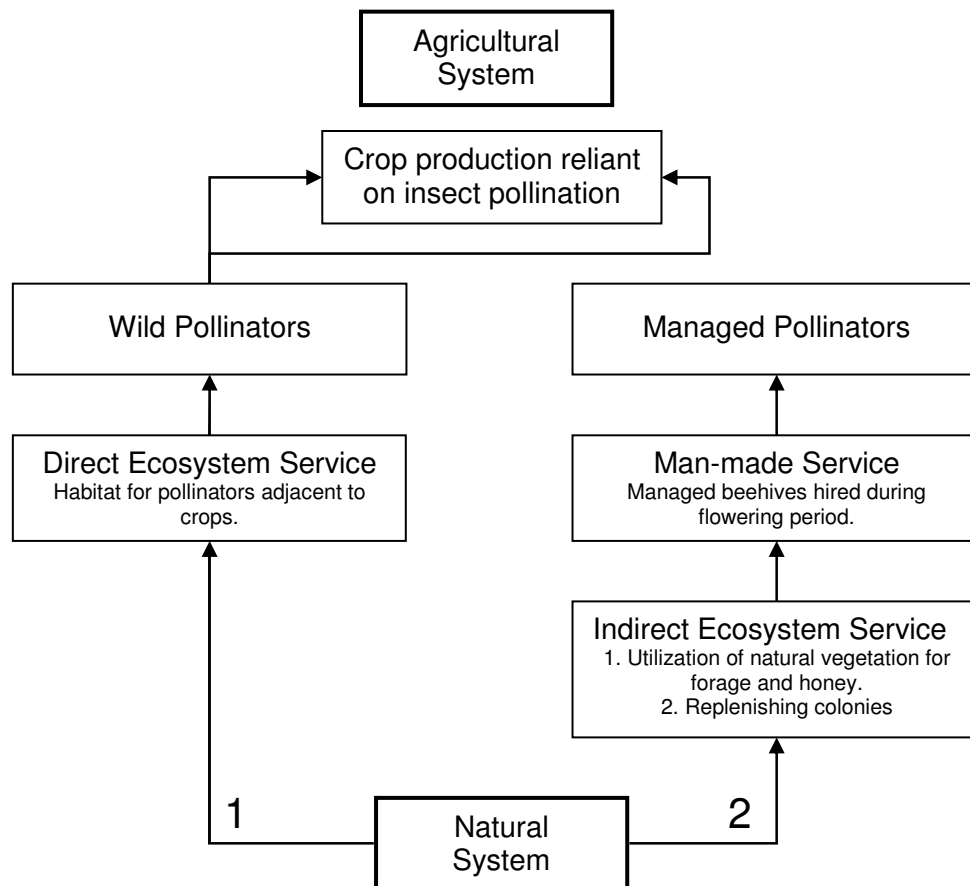 Agricultural
System
Crop production reliant
on insect pollination
Wild Pollinators
Managed Pollinators
Direct Ecosystem Service
Habitat for pollinators adjacent to
crops.
Man-made Service
Managed beehives hired during
flowering period.
Indirect Ecosystem Service
1. Utilization of natural vegetation for
forage and honey.
2. Replenishing colonies
1
2
Natural
System